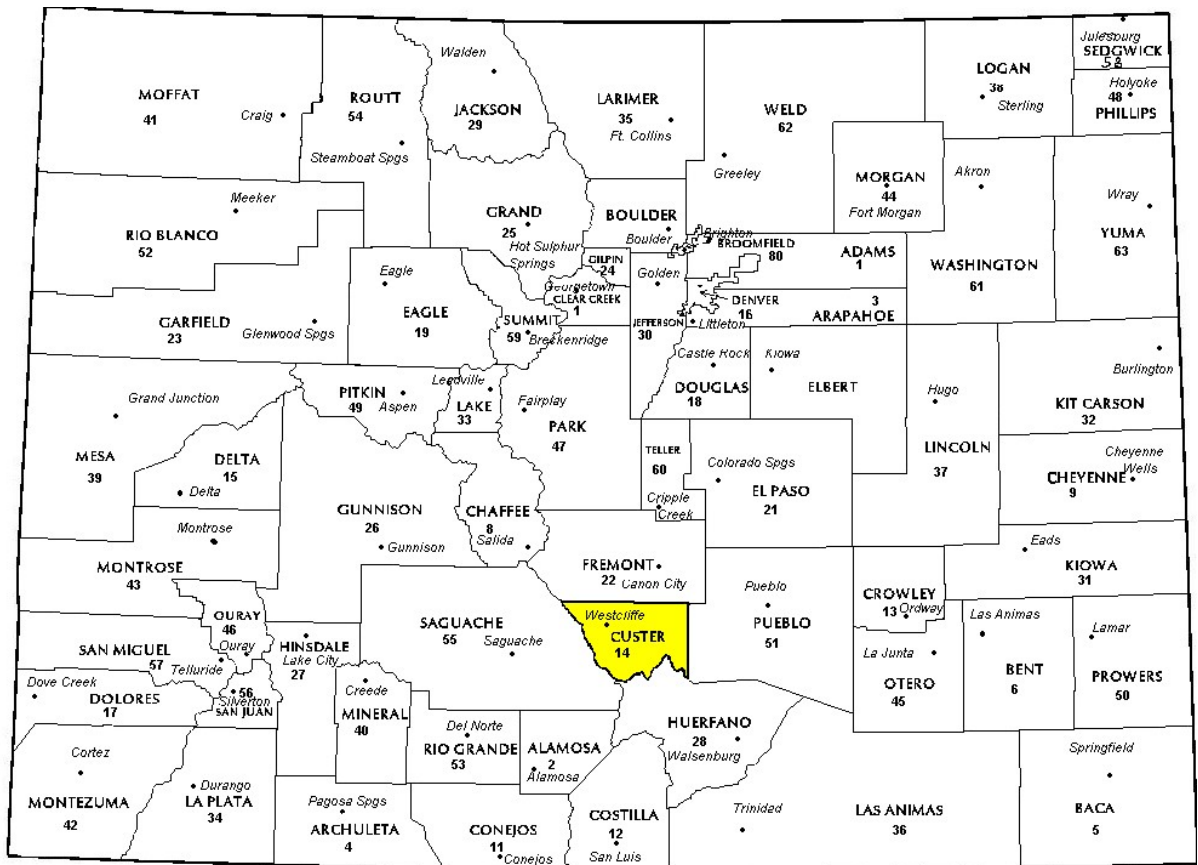 Julesburg
SEDGWICK
58
Walden
LOGAN
38
Sterling
Holyoke
48
PHILLIPS
MOFFAT
41
Craig
ROUTT
54
Steamboat Spgs
JACKSON
29
LARIMER
35
Ft. Collins
WELD
62
Greeley
MORGAN
44
Fort Morgan
Akron
WASHINGTON
61
Wray
YUMA
63
Meeker
RIO BLANCO
52
GRAND
25
Hot Sulphur
Springs
BOULDER
Boulder
Brighton
BROOMFIELD
80
ADAMS
1
GILPIN
24
Golden
Georgetown
CLEAR CREEK
1
DENVER
16
3
ARAPAHOE
Littleton
JEFFERSON
30
Eagle
EAGLE
19
SUMMIT
59
Breckenridge
GARFIELD
23
Glenwood Spgs
Castle Rock
DOUGLAS
18
Kiowa
ELBERT
Hugo
LINCOLN
37
Burlington
KIT CARSON
32
PITKIN
49
Aspen
Leadville
LAKE
33
Fairplay
PARK
47
Grand Junction
MESA
39
DELTA
15
Delta
TELLER
60
Cripple
Creek
Colorado Spgs
EL PASO
21
Cheyenne
Wells
CHEYENNE
9
GUNNISON
26
Gunnison
CHAFFEE
8
Salida
Montrose
MONTROSE
43
FREMONT
22
Canon City
Eads
KIOWA
31
Pueblo
PUEBLO
51
CROWLEY
13
Ordway
Las Animas
BENT
6
Lamar
PROWERS
50
La Junta
OTERO
45
Westcliffe
CUSTER
14
SAGUACHE
55
Saguache
OURAY
46
Ouray
HINSDALE
Lake City
27
SAN MIGUEL
57
Telluride
Dove Creek
DOLORES
17
56
Silverton
SAN JUAN
Creede
MINERAL
40
Del Norte
RIO GRANDE
53
ALAMOSA
2
Alamosa
HUERFANO
28
Walsenburg
Cortez
MONTEZUMA
42
Durango
LA PLATA
34
Pagosa Spgs
ARCHULETA
4
CONEJOS
11
Conejos
COSTILLA
12
San Luis
Trinidad
LAS ANIMAS
36
Springfield
BACA
5